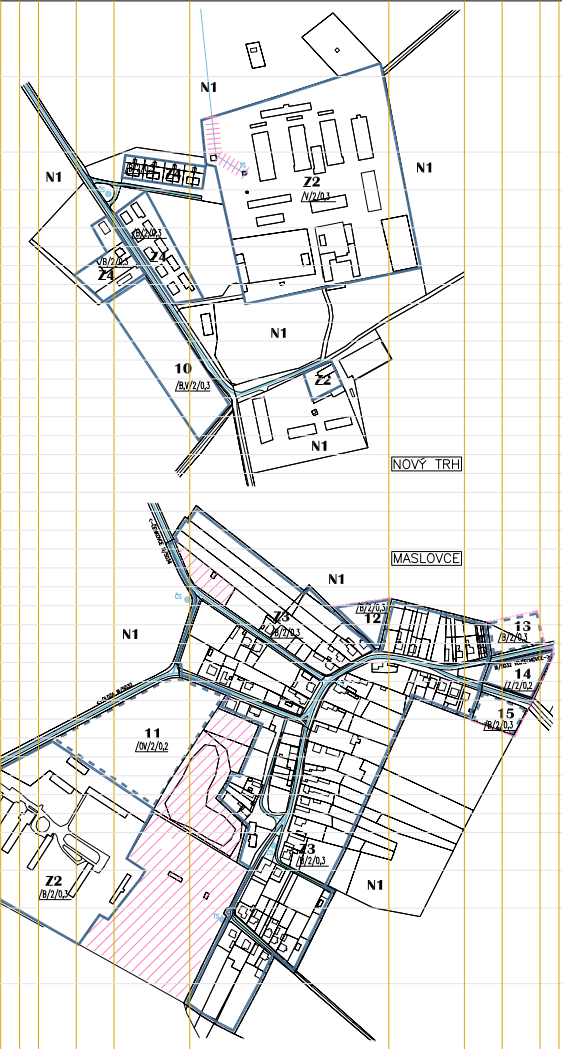 N1
N1
N1
Z4
Z2
/V/2/0,3
/B/2/0,3
Z4
/B/2/0,3
Z4
N1
10
/B,V/2/0,3
Z2
N1
NOVÝ TRH
MASLOVCE
N1
ČS
N1
Z3
/B/2/0,3
/B/2/0,3
12
13
/B/2/0,3
14
/Z/2/0,2
15
/B/2/0,3
11
/OV/2/0,2
Z3
/B/2/0,3
Z2
/B/2/0,3
N1